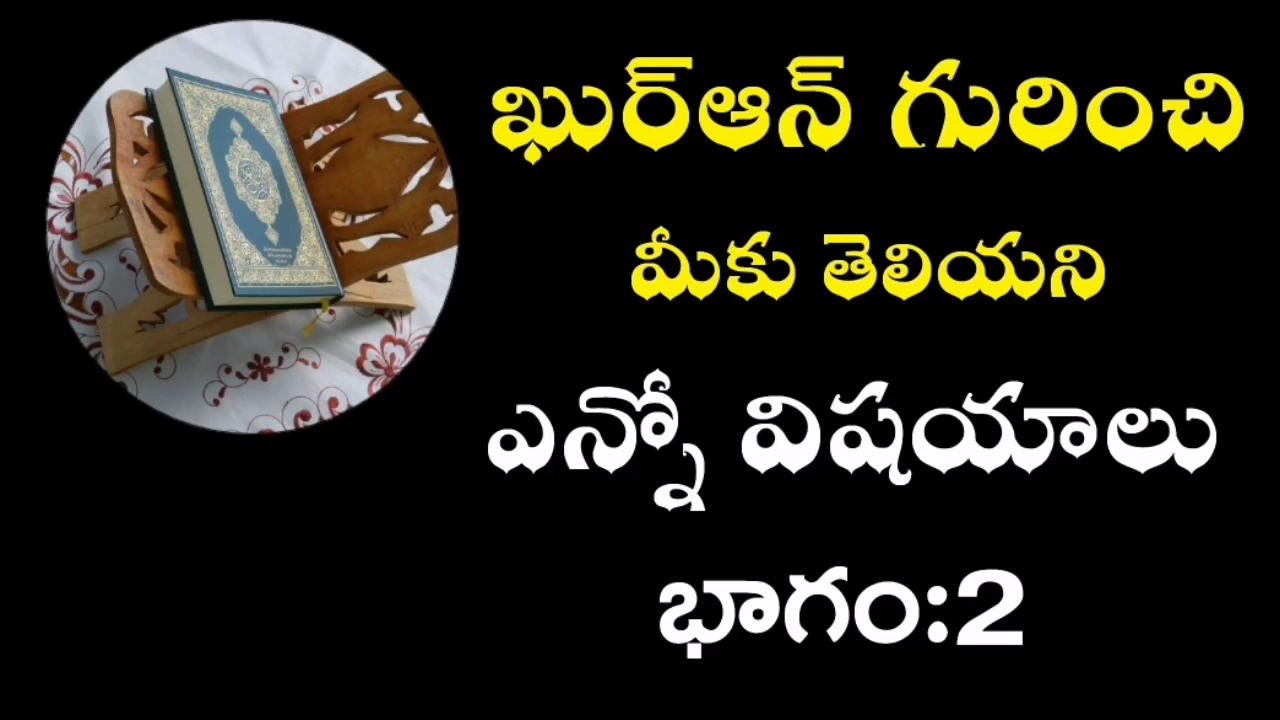 ఖుర్ఆన్ గురించి
మీకు తెలియని
ఎన్నో విషయాలు
భాగం:2